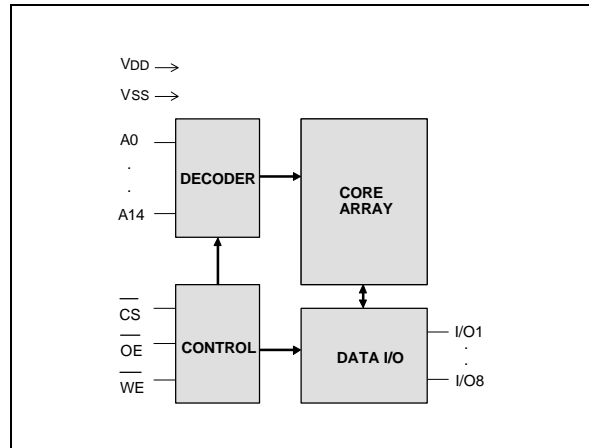 VDD
VSS
A0
.
.
A14
DECODER
CORE
ARRAY
CS
OE
WE
CONTROL
DATA I/O
I/O1
.
.
I/O8